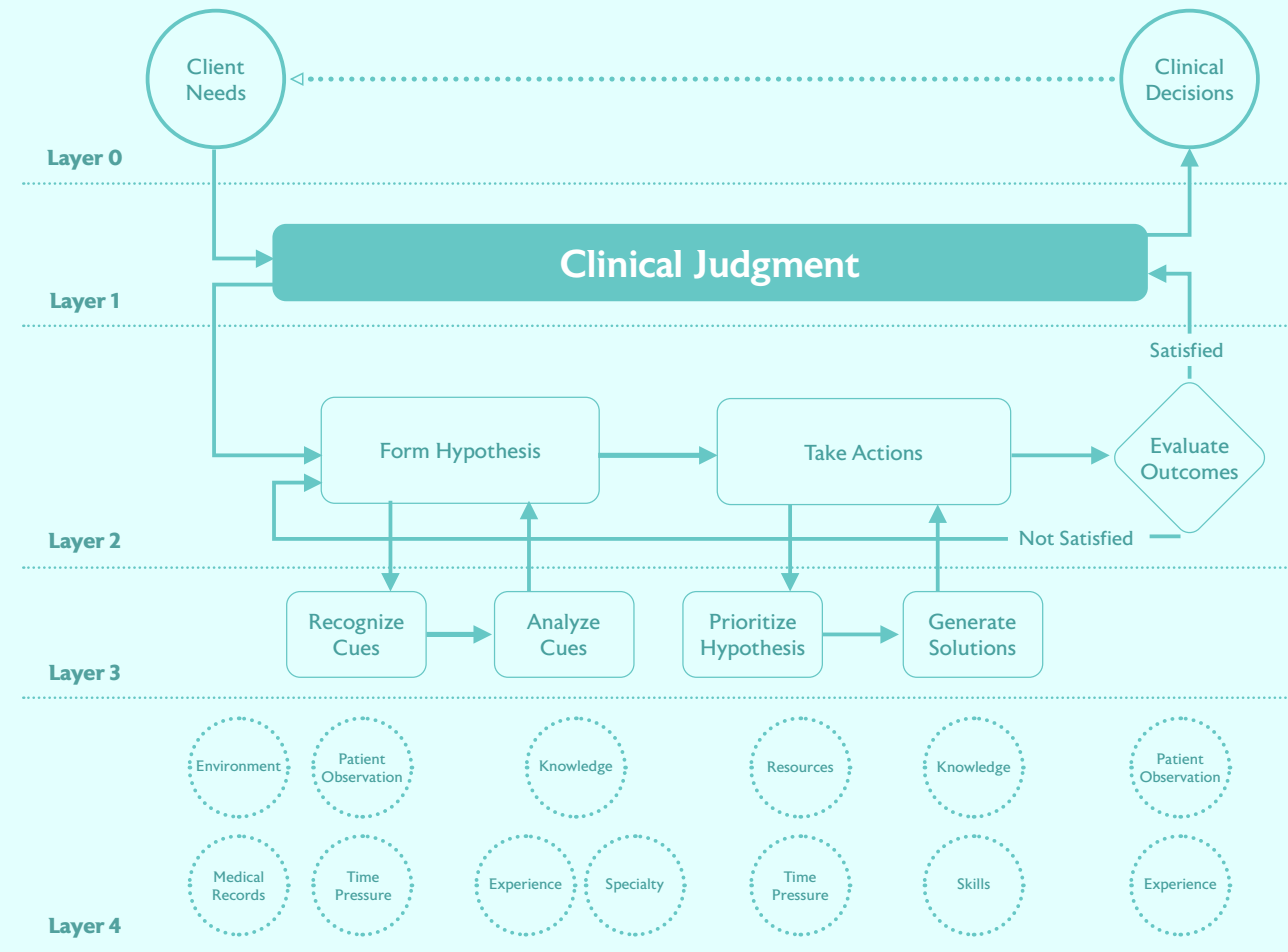 Client
Needs
Clinical
Decisions
Layer 0
Clinical Judgment
Layer 1
Satisfied
Form Hypothesis
Take Actions
Evaluate
Outcomes
Not Satisfied
Layer 2
Recognize
Cues
Analyze
Cues
Prioritize
Hypothesis
Generate
Solutions
Layer 3
Environment
Patient
Observation
Knowledge
Resources
Knowledge
Patient
Observation
Medical
Records
Time
Pressure
Experience
Specialty
Time
Pressure
Skills
Experience
Layer 4